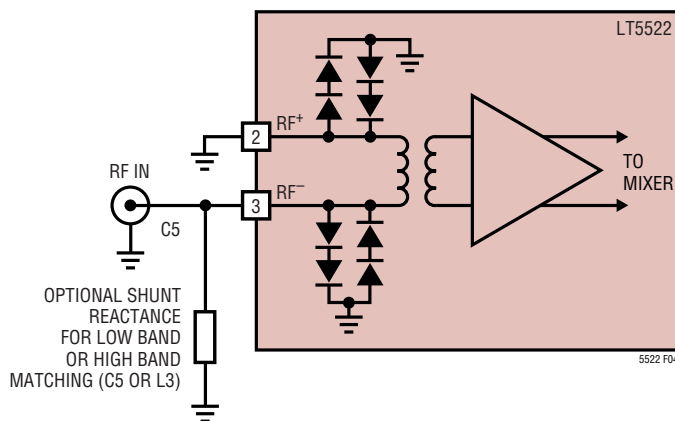 LT5522
RF+
2
RF IN
TO
MIXER
RF−
3
C5
OPTIONAL SHUNT
REACTANCE
FOR LOW BAND
OR HIGH BAND
MATCHING (C5 OR L3)
5522 F04